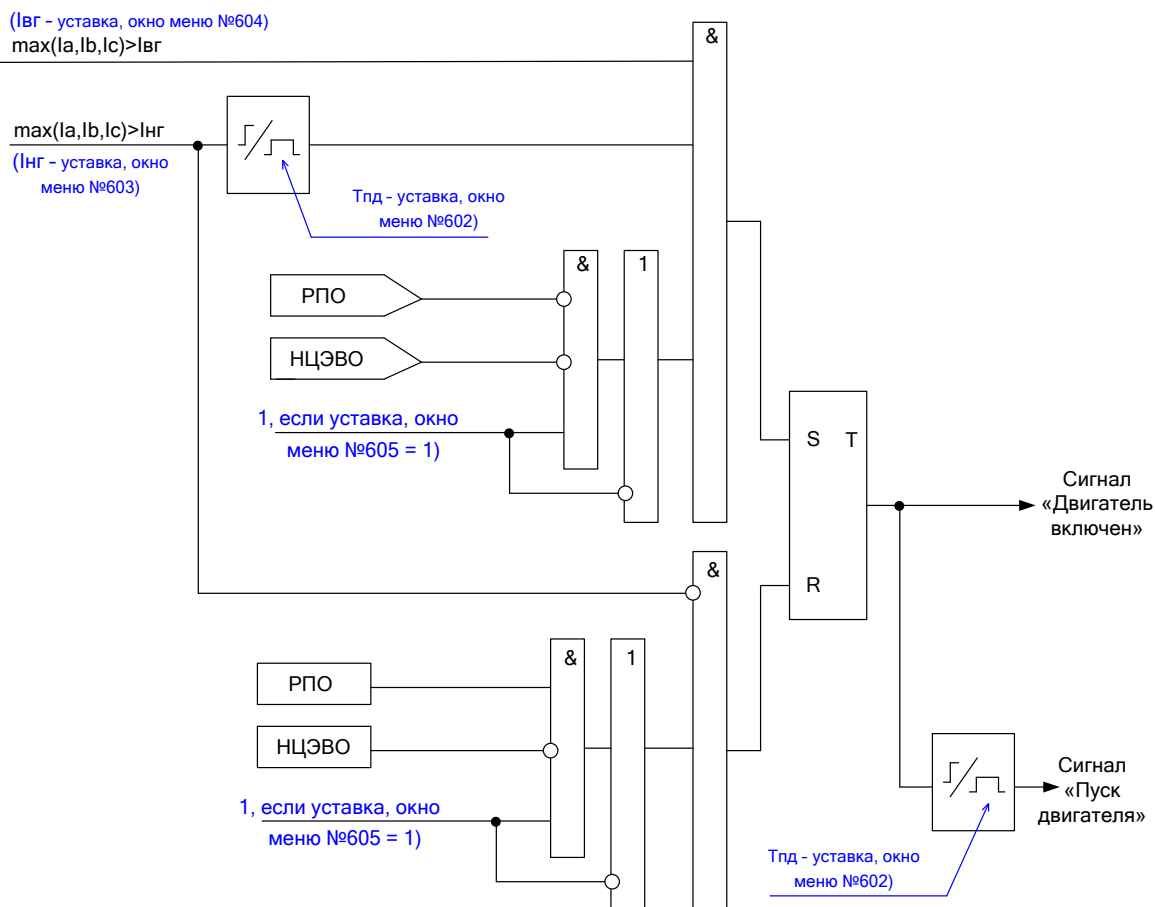 (Iвг - уставка, окно меню №604)
max(Ia,Ib,Ic)>Iвг
&
max(Ia,Ib,Ic)>Iнг
(Iнг - уставка, окно
меню №603)
Тпд - уставка, окно
меню №602)
&
1
РПО
НЦЭВО
1, если уставка, окно
меню №605 = 1)
S T
R
Сигнал
«Двигатель
включен»
&
&
1
РПО
НЦЭВО
1, если уставка, окно
меню №605 = 1)
Сигнал
«Пуск
двигателя»
Тпд - уставка, окно
меню №602)